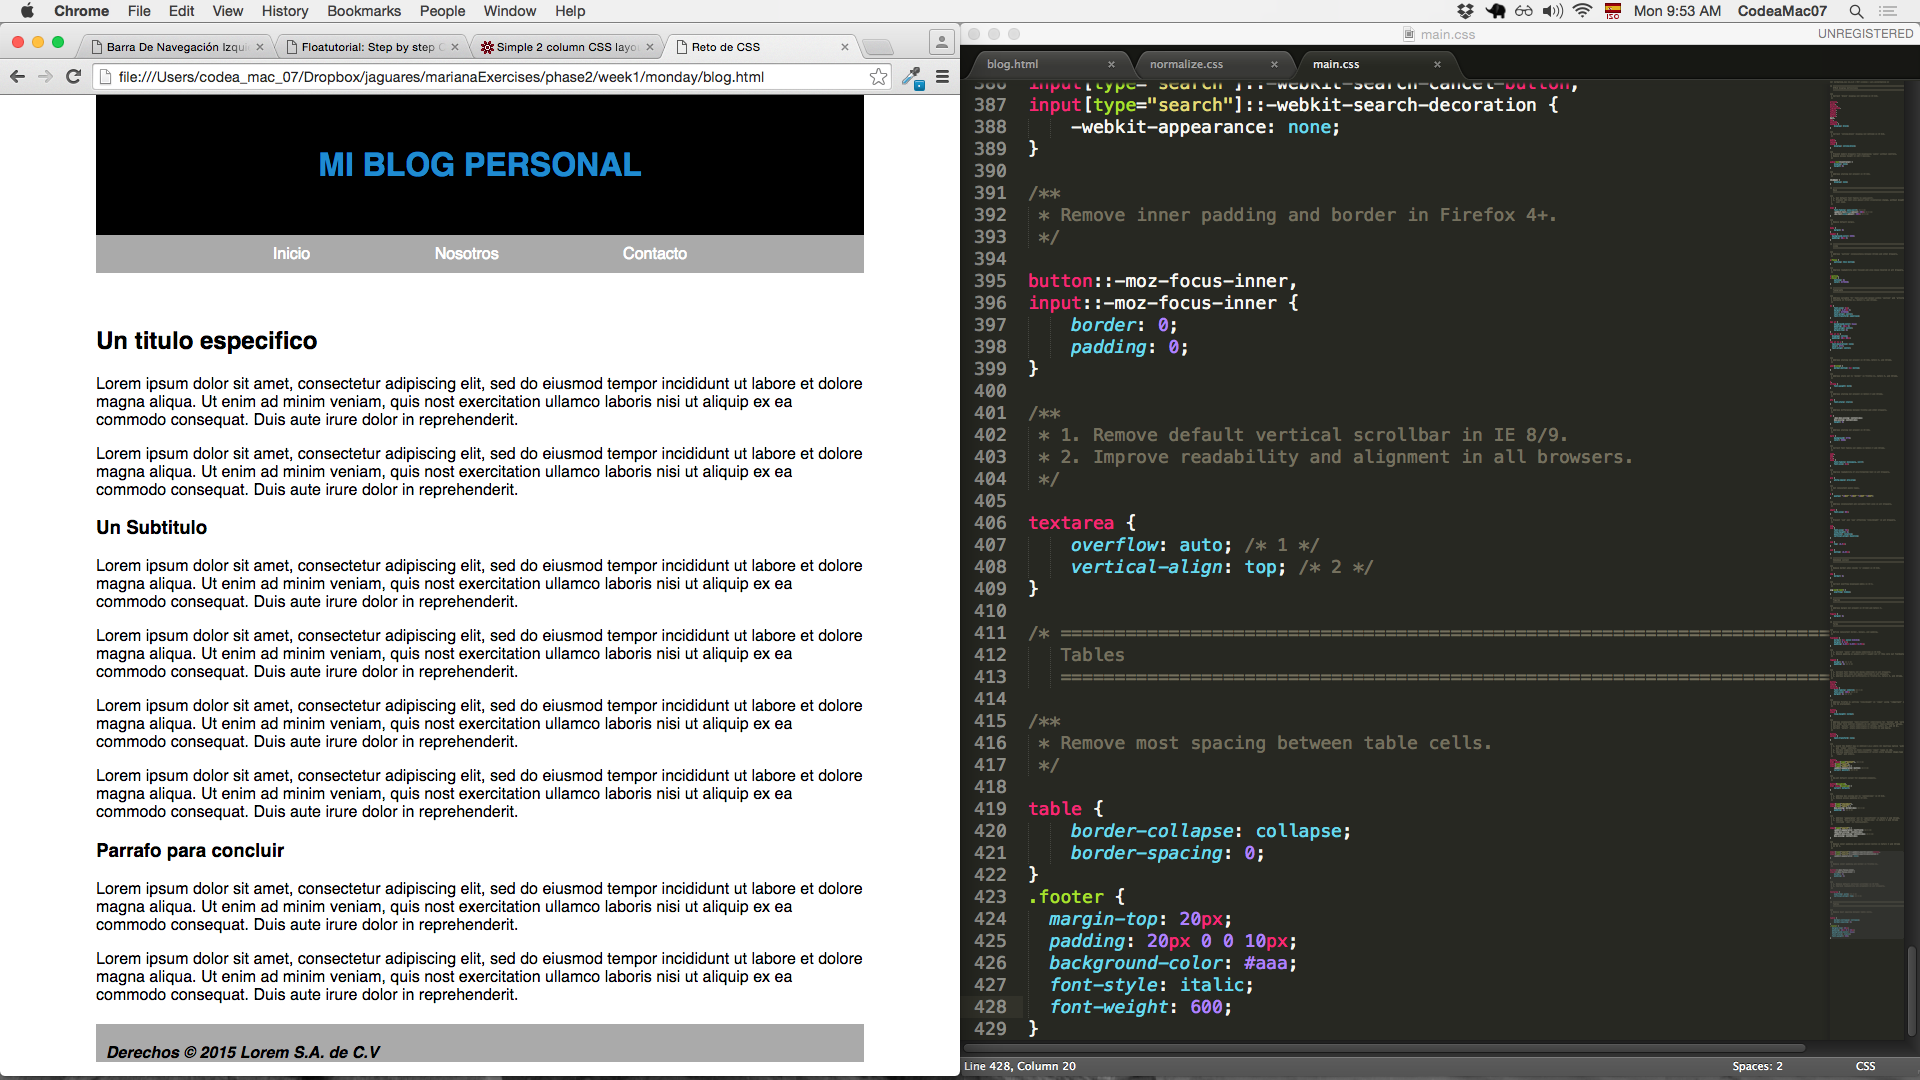 Chrome File Edit View History Bookmarks People Window Help
ISO Mon 9:53 AM CodeaMac07
Barra De Navegación Izqui
Floatutorial: Step by step C
Simple 2 column CSS layo
Reto de CSS
file:///Users/codea_mac_07/Dropbox/jaguares/marianaExercises/phase2/week1/monday/blog.html
MI BLOG PERSONAL
Inicio Nosotros Contacto
Un titulo especifico
Lorem ipsum dolor sit amet, consectetur adipiscing elit, sed do eiusmod tempor incididunt ut labore et dolore
magna aliqua. Ut enim ad minim veniam, quis nost exercitation ullamco laboris nisi ut aliquip ex ea
commodo consequat. Duis aute irure dolor in reprehenderit.
Lorem ipsum dolor sit amet, consectetur adipiscing elit, sed do eiusmod tempor incididunt ut labore et dolore
magna aliqua. Ut enim ad minim veniam, quis nost exercitation ullamco laboris nisi ut aliquip ex ea
commodo consequat. Duis aute irure dolor in reprehenderit.
Un Subtitulo
Lorem ipsum dolor sit amet, consectetur adipiscing elit, sed do eiusmod tempor incididunt ut labore et dolore
magna aliqua. Ut enim ad minim veniam, quis nost exercitation ullamco laboris nisi ut aliquip ex ea
commodo consequat. Duis aute irure dolor in reprehenderit.
Lorem ipsum dolor sit amet, consectetur adipiscing elit, sed do eiusmod tempor incididunt ut labore et dolore
magna aliqua. Ut enim ad minim veniam, quis nost exercitation ullamco laboris nisi ut aliquip ex ea
commodo consequat. Duis aute irure dolor in reprehenderit.
Lorem ipsum dolor sit amet, consectetur adipiscing elit, sed do eiusmod tempor incididunt ut labore et dolore
magna aliqua. Ut enim ad minim veniam, quis nost exercitation ullamco laboris nisi ut aliquip ex ea
commodo consequat. Duis aute irure dolor in reprehenderit.
Lorem ipsum dolor sit amet, consectetur adipiscing elit, sed do eiusmod tempor incididunt ut labore et dolore
magna aliqua. Ut enim ad minim veniam, quis nost exercitation ullamco laboris nisi ut aliquip ex ea
commodo consequat. Duis aute irure dolor in reprehenderit.
Parrafo para concluir
Lorem ipsum dolor sit amet, consectetur adipiscing elit, sed do eiusmod tempor incididunt ut labore et dolore
magna aliqua. Ut enim ad minim veniam, quis nost exercitation ullamco laboris nisi ut aliquip ex ea
commodo consequat. Duis aute irure dolor in reprehenderit.
Lorem ipsum dolor sit amet, consectetur adipiscing elit, sed do eiusmod tempor incididunt ut labore et dolore
magna aliqua. Ut enim ad minim veniam, quis nost exercitation ullamco laboris nisi ut aliquip ex ea
commodo consequat. Duis aute irure dolor in reprehenderit.
Derechos © 2015 Lorem S.A. de C.V
main.css UNREGISTERED
blog.html normalize.css main.css
386 input[type="search"]::-webkit-search-cancel-button,
387 input[type="search"]::-webkit-search-decoration {
388 -webkit-appearance: none;
389 }
390
391 /**
392 * Remove inner padding and border in Firefox 4+.
393 */
394
395 button::-moz-focus-inner,
396 input::-moz-focus-inner {
397 border: 0;
398 padding: 0;
399 }
400
401 /**
402 * 1. Remove default vertical scrollbar in IE 8/9.
403 * 2. Improve readability and alignment in all browsers.
404 */
405
406 textarea {
407 overflow: auto; /* 1 */
408 vertical-align: top; /* 2 */
409 }
410
411 /* =======================================================================
412 Tables
413 =======================================================================
414
415 /**
416 * Remove most spacing between table cells.
417 */
418
419 table {
420 border-collapse: collapse;
421 border-spacing: 0;
422 }
423 .footer {
424 margin-top: 20px;
425 padding: 20px 0 0 10px;
426 background-color: #aaa;
427 font-style: italic;
428 font-weight: 600;
429 }
Line 428, Column 20 Spaces: 2 CSS